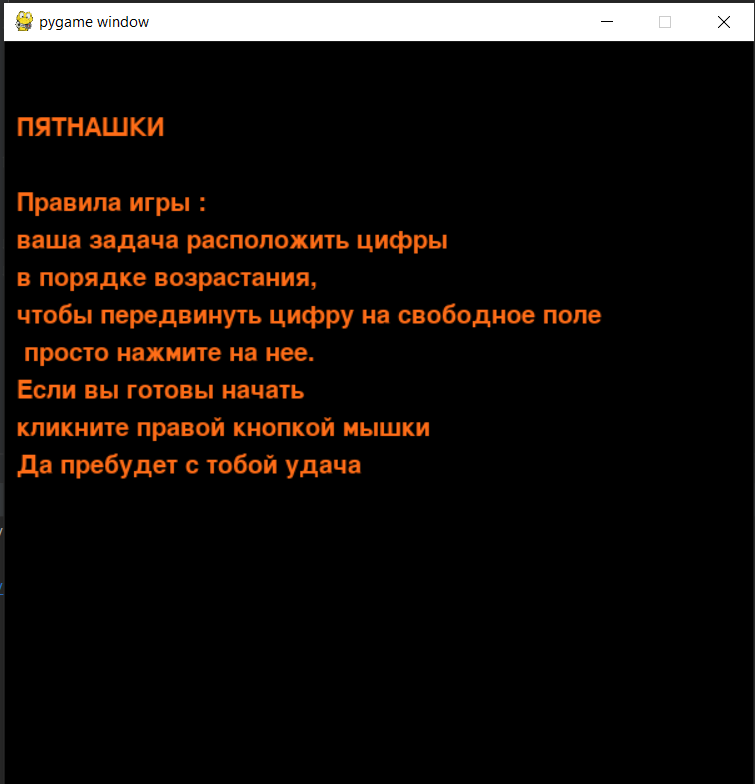 pygame window
ПЯТНАШКИ
Правила игры :
ваша задача расположить цифры
в порядке возрастания,
чтобы передвинуть цифру на свободное поле
просто нажмите на нее.
Если вы готовы начать
кликните правой кнопкой мышки
Да пребудет с тобой удача